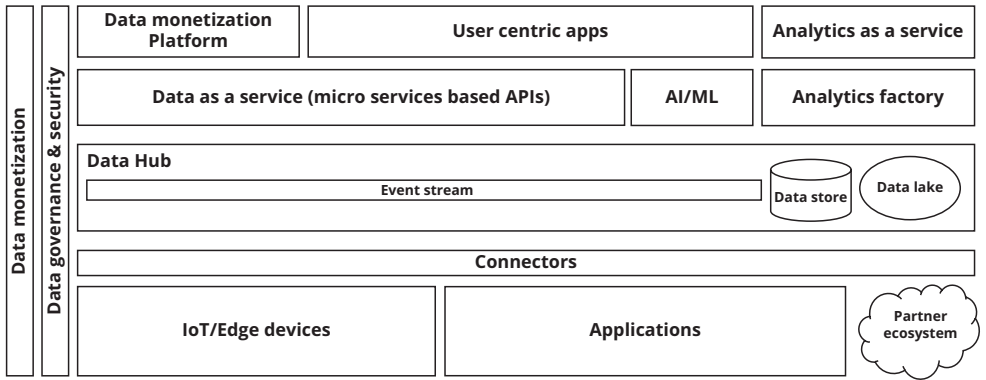 Data monetization
Data governance & security
Data monetization
Platform
User centric apps
Analytics as a service
Data as a service (micro services based APIs)
AI/ML
Analytics factory
Data Hub
Event stream
Data store
Data lake
Connectors
IoT/Edge devices
Applications
Partner
ecosystem